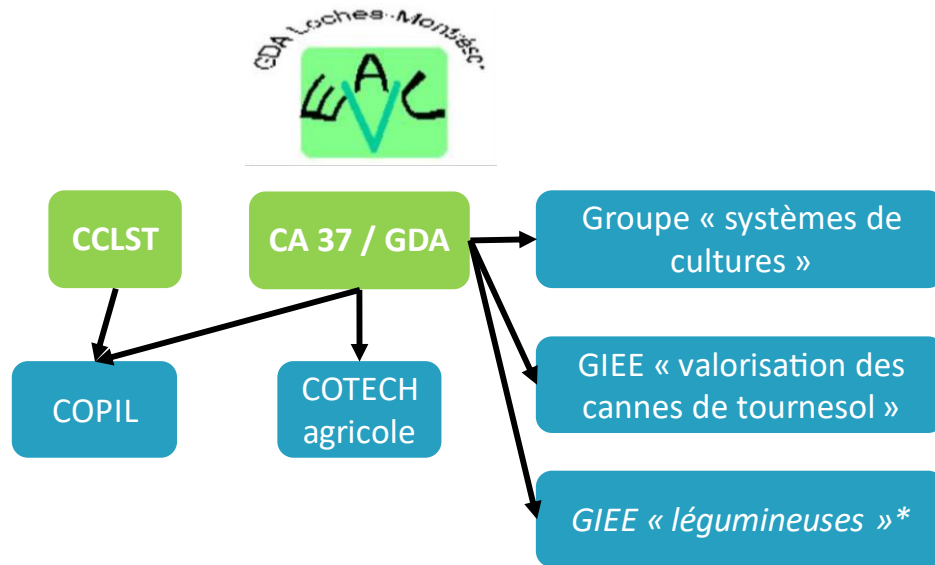 GDA Loches-Montrésor
EAVC
CCLST
CA 37 / GDA
Groupe « systèmes de
cultures »
COPIL
COTECH
agricole
GIEE « valorisation des
cannes de tournesol »
GIEE « légumineuses »*